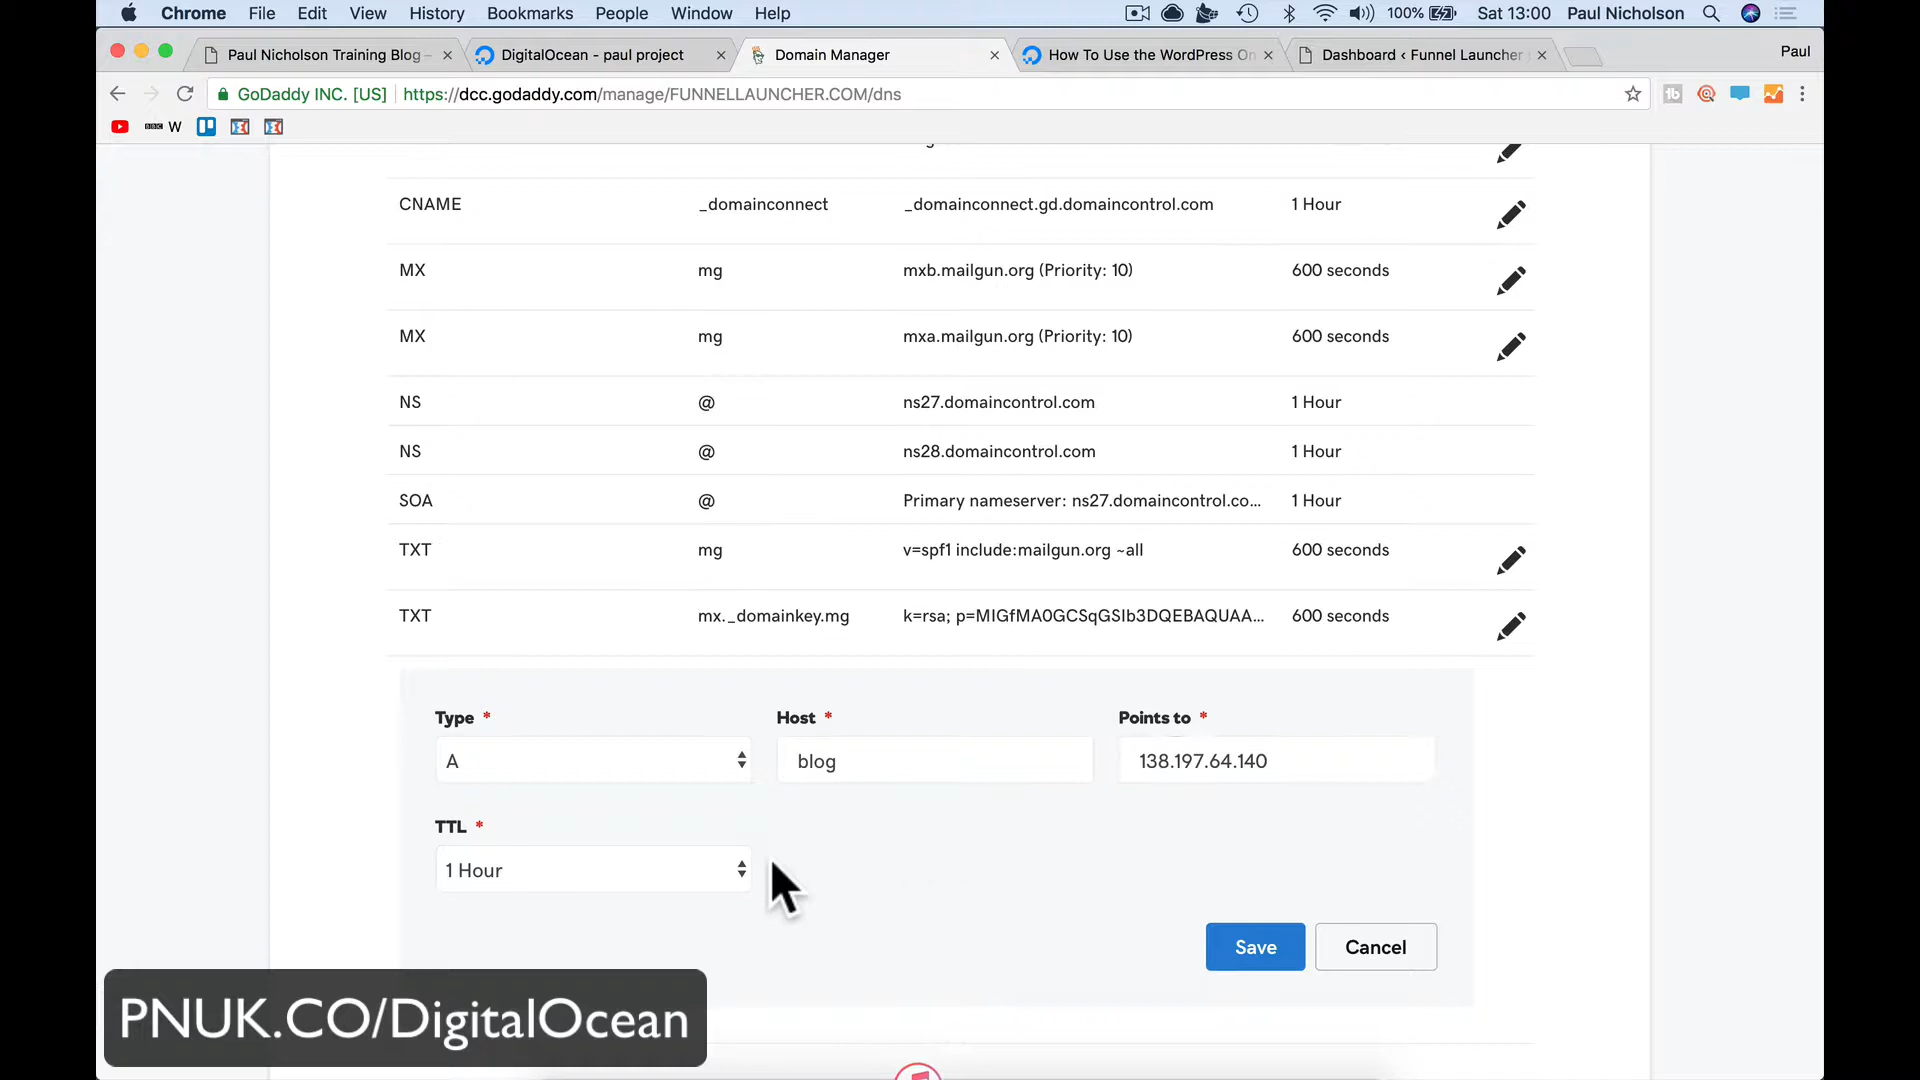 Chrome File Edit View History Bookmarks People Window Help 100% Sat 13:00 Paul Nicholson
Paul Nicholson Training Blog – DigitalOcean - paul project Domain Manager How To Use the WordPress On Dashboard ‹ Funnel Launcher Paul
GoDaddy INC. [US] https://dcc.godaddy.com/manage/FUNNELLAUNCHER.COM/dns
BBC W
CNAME _domainconnect _domainconnect.gd.domaincontrol.com 1 Hour
MX mg mxb.mailgun.org (Priority: 10) 600 seconds
MX mg mxa.mailgun.org (Priority: 10) 600 seconds
NS @ ns27.domaincontrol.com 1 Hour
NS @ ns28.domaincontrol.com 1 Hour
SOA @ Primary nameserver: ns27.domaincontrol.co... 1 Hour
TXT mg v=spf1 include:mailgun.org ~all 600 seconds
TXT mx._domainkey.mg k=rsa; p=MIGfMA0GCSqGSIb3DQEBAQUAA... 600 seconds
Type * Host * Points to *
A blog 138.197.64.140
TTL *
1 Hour
Save Cancel
PNUK.CO/DigitalOcean